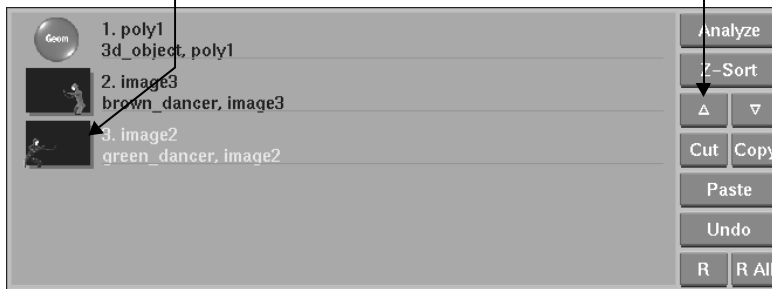 Geom
1. poly1
3d_object, poly1
2. image3
brown_dancer, image3
3. image2
green_dancer, image2
Analyze
Z-Sort
Cut Copy
Paste
Undo
R R All